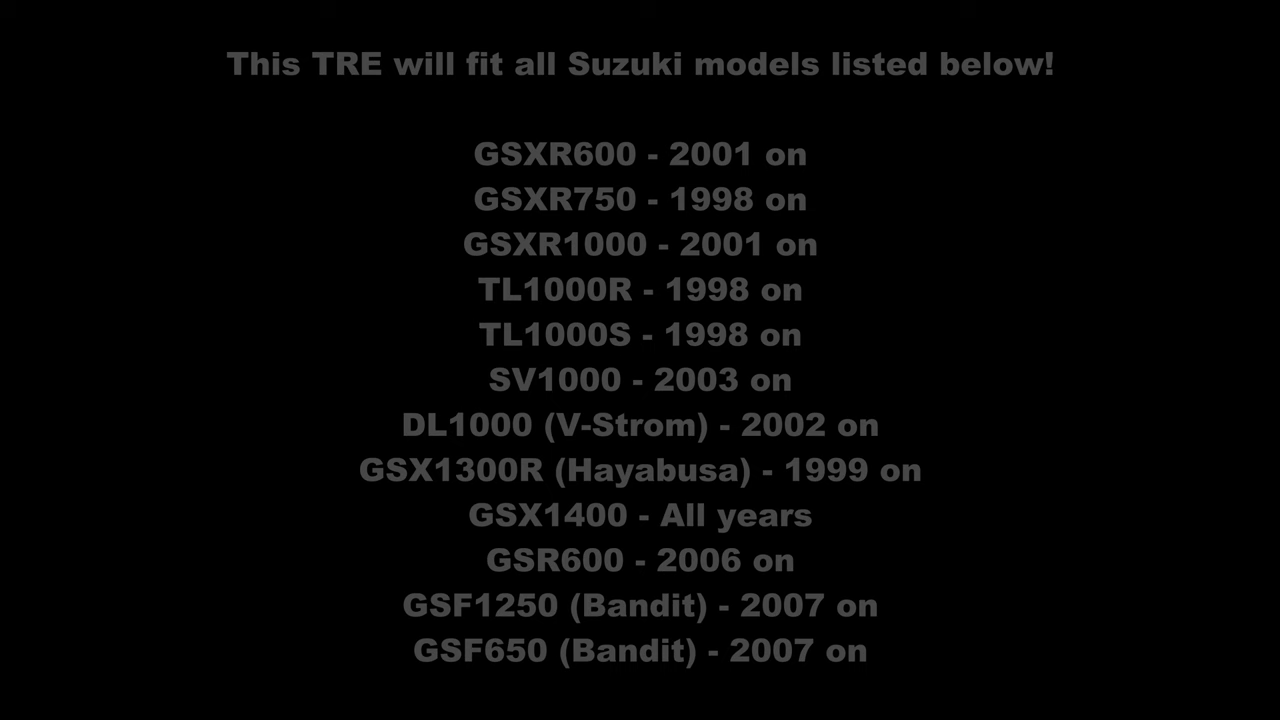 This TRE will fit all Suzuki models listed below!
GSXR600 - 2001 on
GSXR750 - 1998 on
GSXR1000 - 2001 on
TL1000R - 1998 on
TL1000S - 1998 on
SV1000 - 2003 on
DL1000 (V-Strom) - 2002 on
GSX1300R (Hayabusa) - 1999 on
GSX1400 - All years
GSR600 - 2006 on
GSF1250 (Bandit) - 2007 on
GSF650 (Bandit) - 2007 on